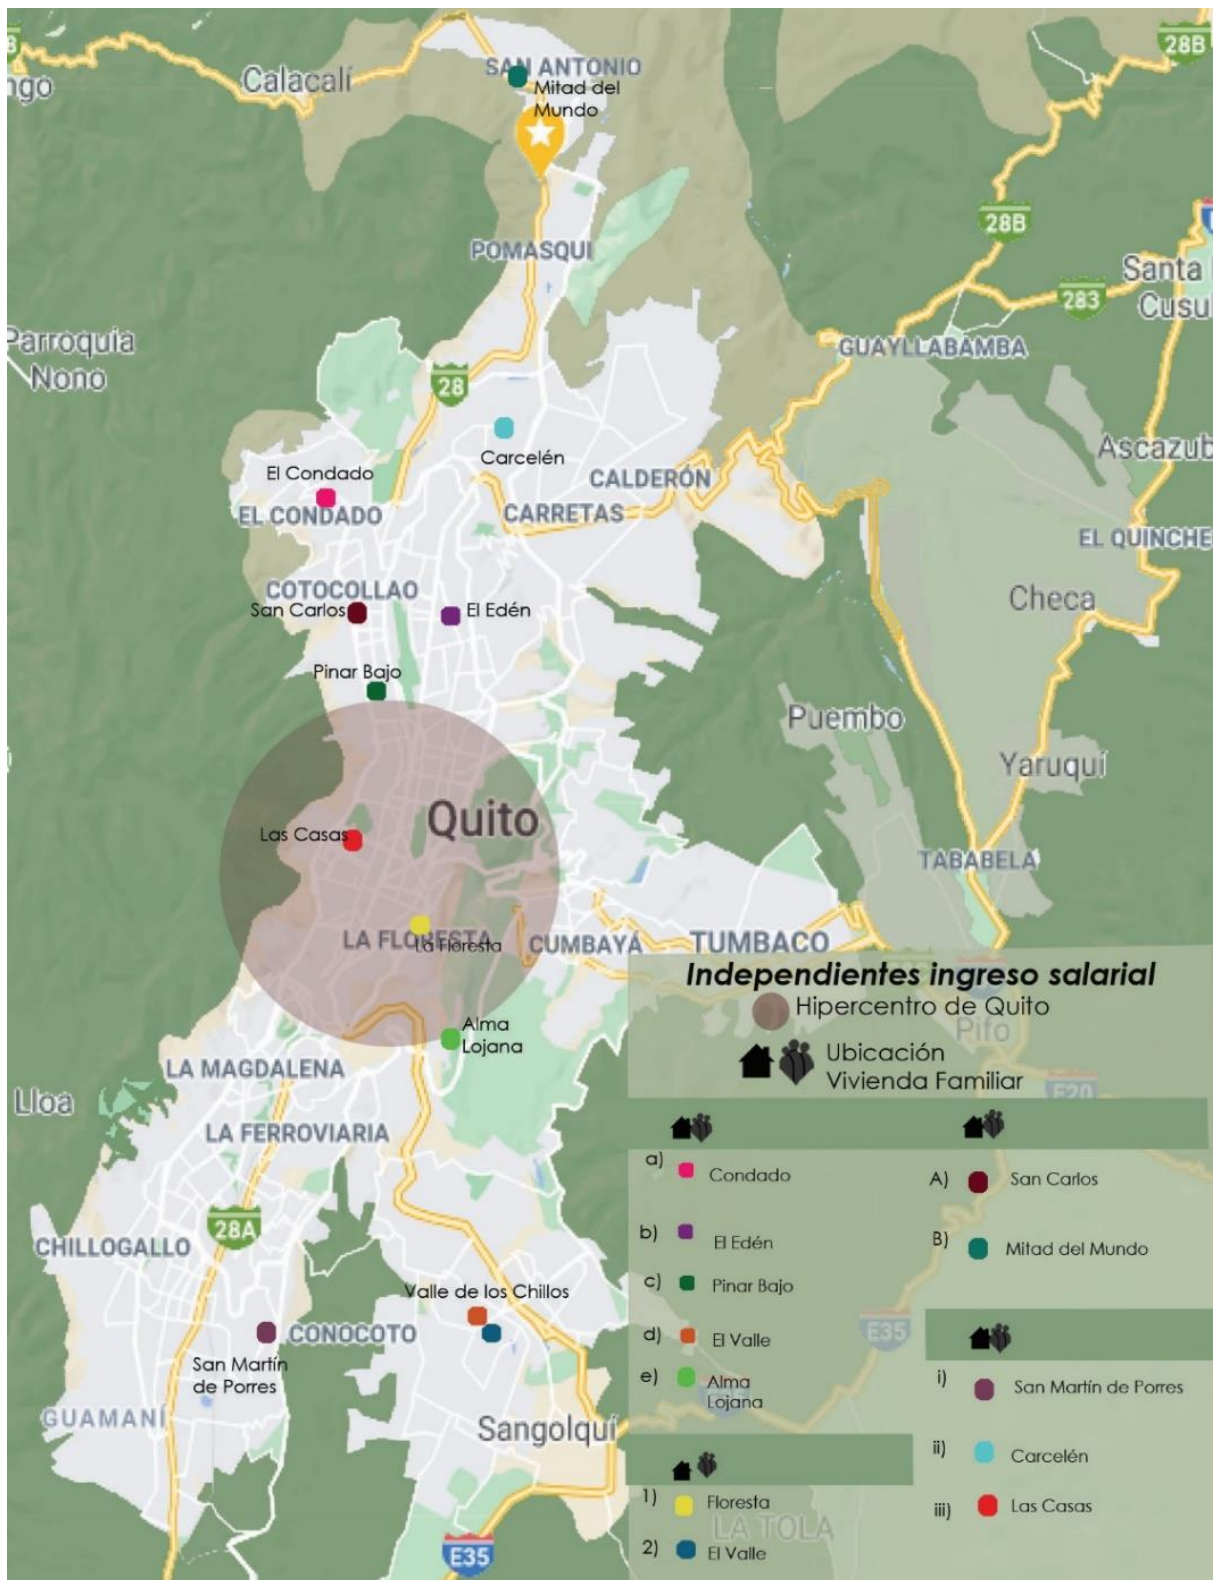 28B
SAN ANTONIO
Calacalí
Mitad del
Mundo
28B
POMASQUI
Santa
283
Cusul
Parroquia
Nono
GUAYLLABAMBA
28
Carcelén
Ascazub
El Condado
CALDERÓN
EL CONDADO
CARRETAS
EL QUINCHE
COTOCOLLAO
Checa
San Carlos
El Edén
Pinar Bajo
Puembo
Yaruquí
Quito
Las Casas
TABABELA
LA FLORESTA
La Floresta
CUMBAYÁ
TUMBACO
Independientes ingreso salarial
Hipercentro de Quito
Pifo
Alma
Lojana
Ubicación
Vivienda Familiar
LA MAGDALENA
Lloa
E20
LA FERROVIARIA
a) Condado
A) San Carlos
28A
CHILLOGALLO
b) El Edén
B) Mitad del Mundo
c) Pinar Bajo
Valle de los Chillos
CONOCOTO
d) El Valle
E35
San Martín
de Porres
e) Alma
Lojana
i) San Martín de Porres
GUAMANÍ
Sangolquí
ii) Carcelén
1) Floresta
iii) Las Casas
LA TOLA
2) El Valle
E35